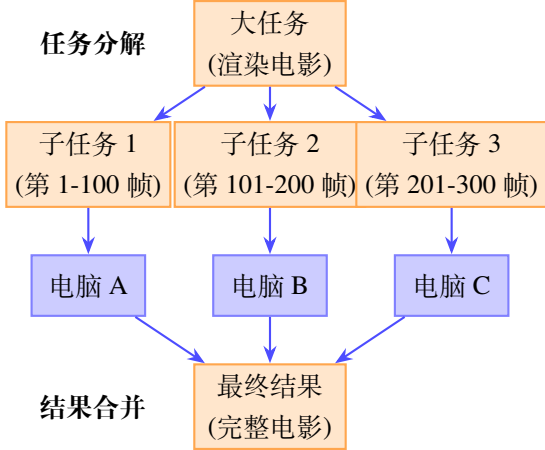 任务分解
大任务
(渲染电影)
子任务 1
(第 1-100 帧)
子任务 2
(第 101-200 帧)
子任务 3
(第 201-300 帧)
电脑 A
电脑 B
电脑 C
结果合并
最终结果
(完整电影)